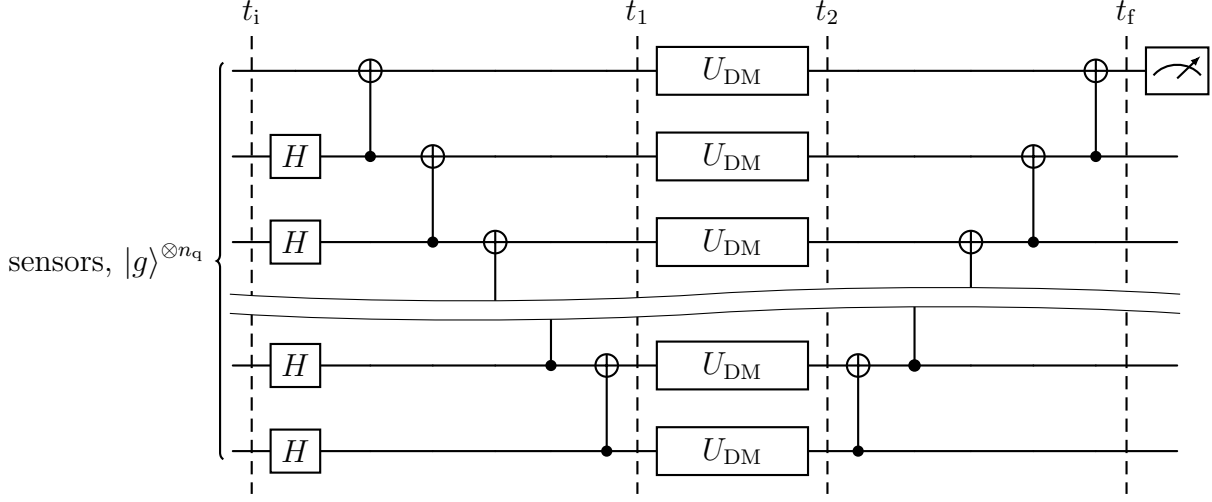 t_i t_1 t_2 t_f
U_DM
H U_DM
H U_DM
sensors, |g⟩^{⊗n_q}
H U_DM
H U_DM